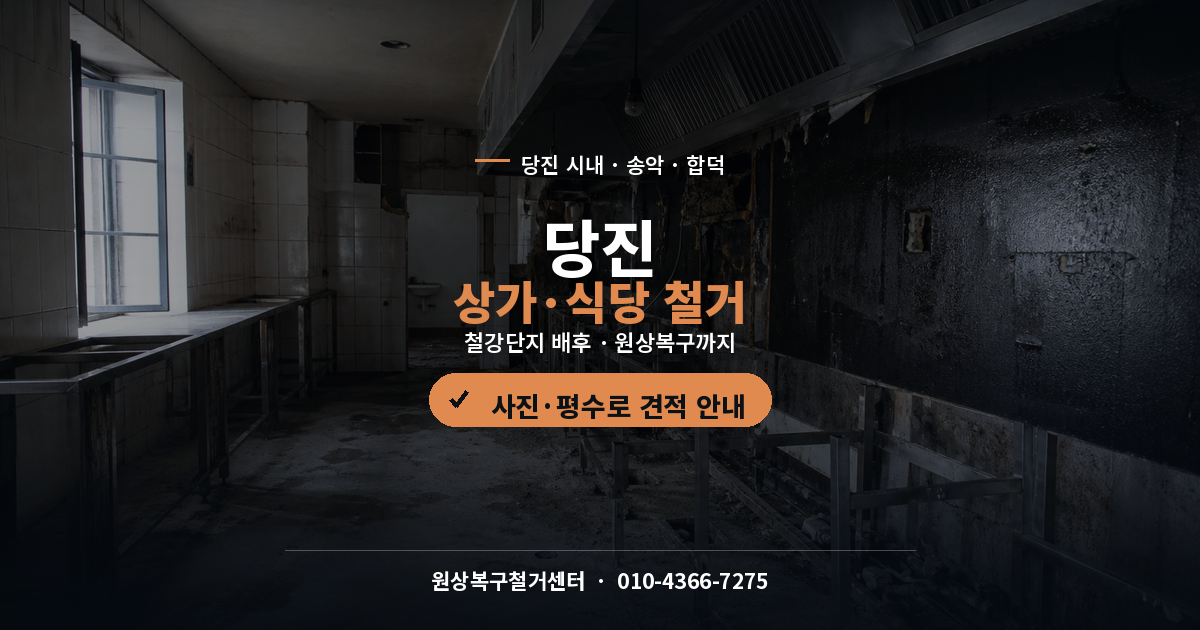 당진 시내 · 송악 · 합덕
당진
상가·식당 철거
철강단지 배후 · 원상복구까지
사진·평수로 견적 안내
원상복구철거센터 · 010-4366-7275